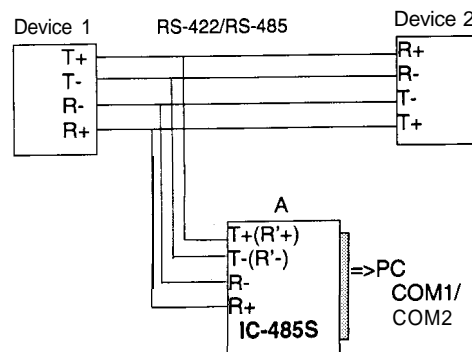 Device 1
RS-422/RS-485
Device 2
T+
T-
R-
R+
R+
R-
T-
T+
A
T+(R'+)
T-(R'-)
R-
R+
IC-485S
=>PC
COM1/
COM2